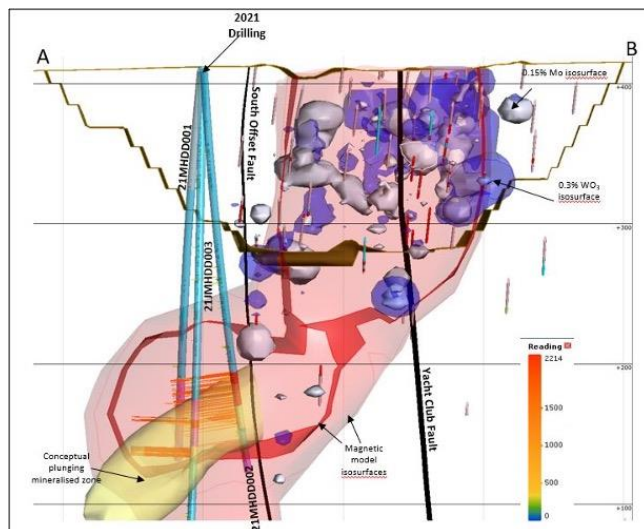 A
2021
Drilling
B
0.15% Mo isosurface
+400
South Offset Fault
21MHDD001
0.3% WO₃
isosurface
+300
21MHDD003
Reading
2214
+200
1500
Yacht Club Fault
1000
500
Conceptual
plunging
mineralised zone
Magnetic
model
isosurfaces
0
21MHDD002
+100